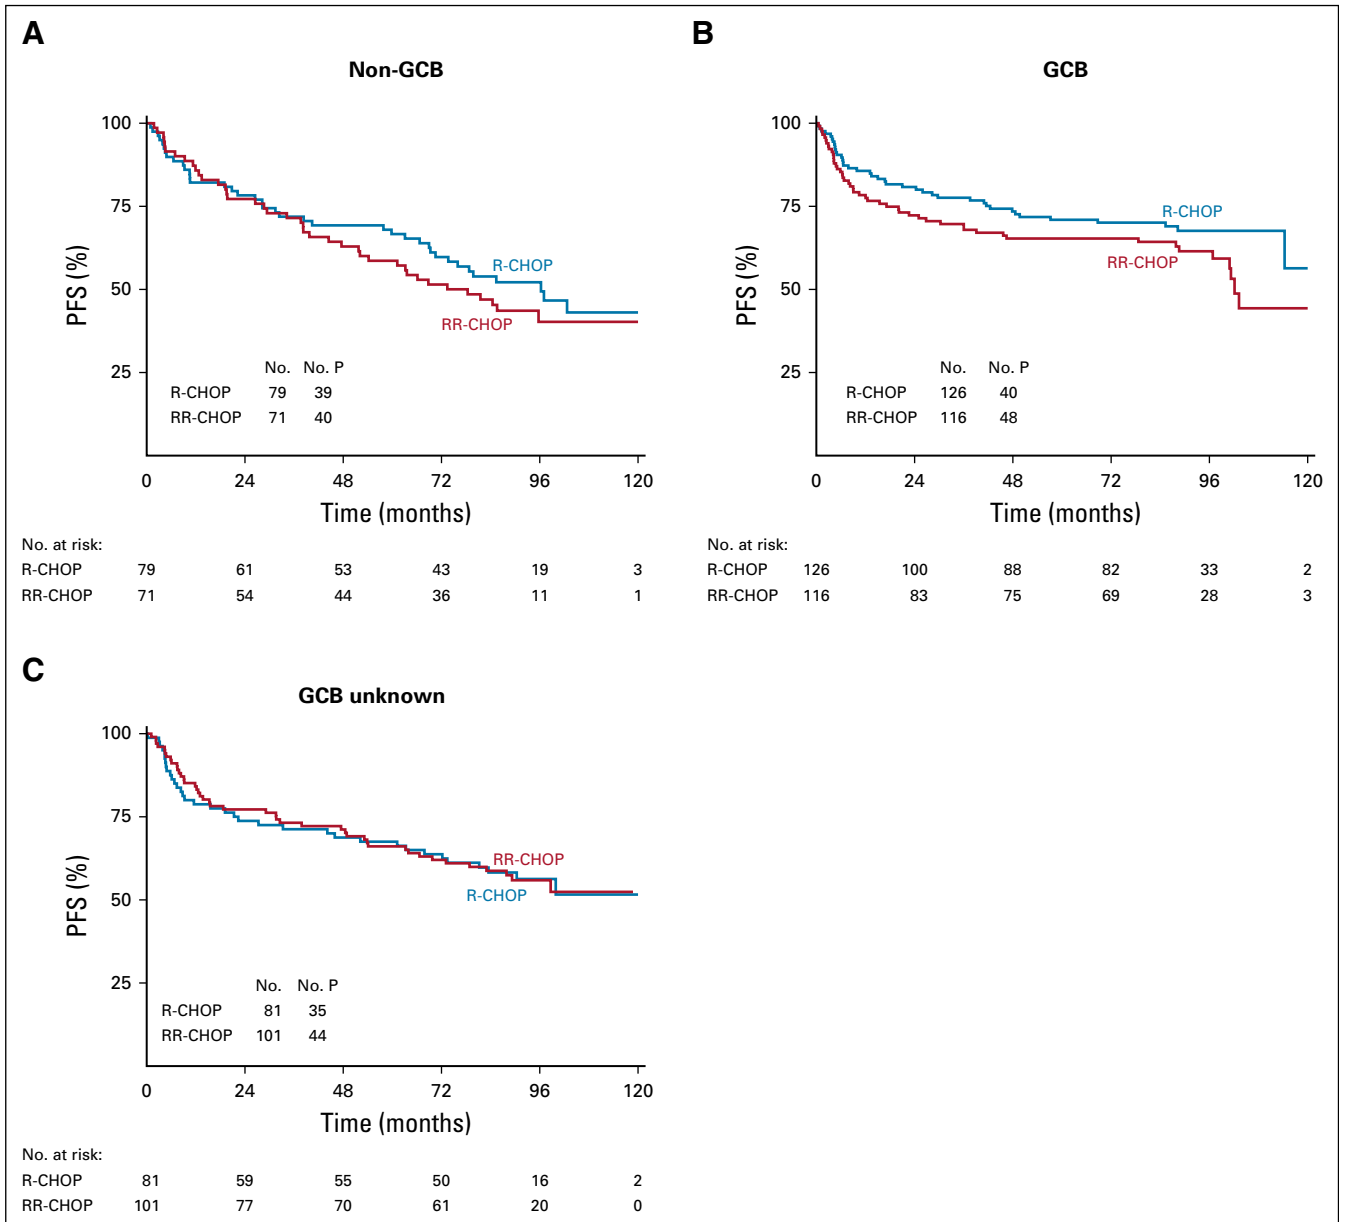 A
Non-GCB
PFS (%)
100
75
50
25
R-CHOP
RR-CHOP
No. No. P
R-CHOP 79 39
RR-CHOP 71 40
0 24 48 72 96 120
Time (months)
No. at risk:
R-CHOP 79 61 53 43 19 3
RR-CHOP 71 54 44 36 11 1
B
GCB
PFS (%)
100
75
50
25
R-CHOP
RR-CHOP
No. No. P
R-CHOP 126 40
RR-CHOP 116 48
0 24 48 72 96 120
Time (months)
No. at risk:
R-CHOP 126 100 88 82 33 2
RR-CHOP 116 83 75 69 28 3
C
GCB unknown
PFS (%)
100
75
50
25
RR-CHOP
R-CHOP
No. No. P
R-CHOP 81 35
RR-CHOP 101 44
0 24 48 72 96 120
Time (months)
No. at risk:
R-CHOP 81 59 55 50 16 2
RR-CHOP 101 77 70 61 20 0